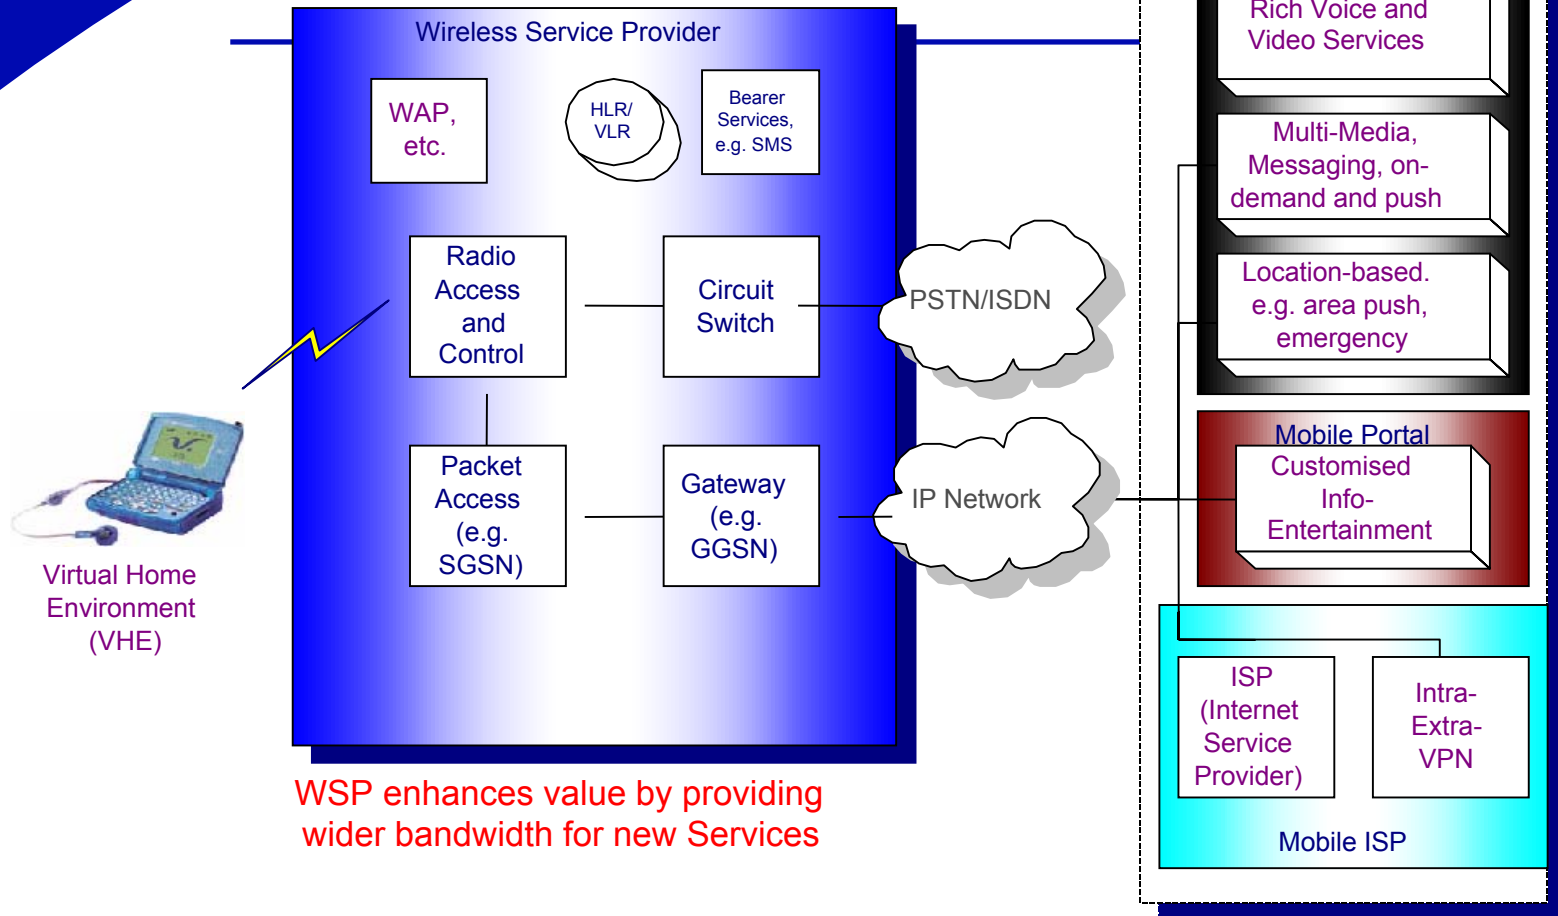 Wireless Service Provider
WAP,
etc.
HLR/
VLR
Bearer
Services,
e.g. SMS
Radio
Access
and
Control
Circuit
Switch
PSTN/ISDN
Packet
Access
(e.g.
SGSN)
Gateway
(e.g.
GGSN)
IP Network
Virtual Home
Environment
(VHE)
WSP enhances value by providing
wider bandwidth for new Services
Rich Voice and
Video Services
Multi-Media,
Messaging, on-
demand and push
Location-based.
e.g. area push,
emergency
Mobile Portal
Customised
Info-
Entertainment
ISP
(Internet
Service
Provider)
Intra-
Extra-
VPN
Mobile ISP